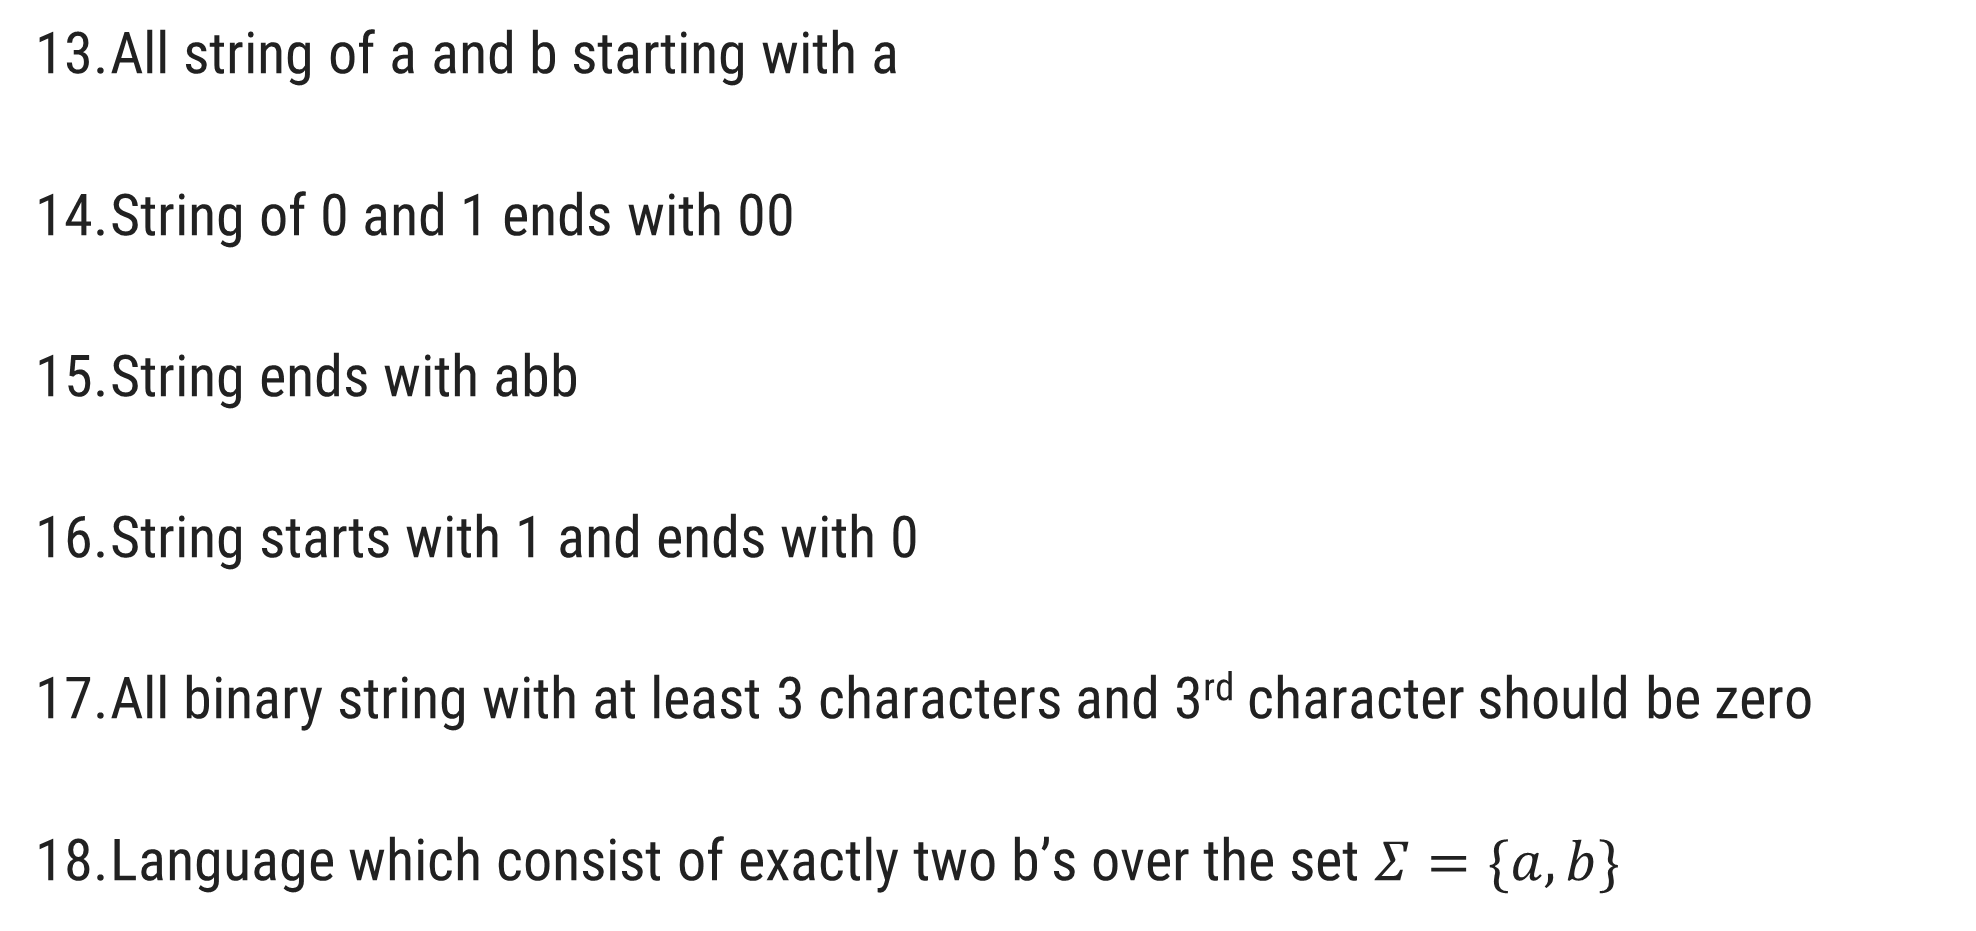 13.All string of a and b starting with a
14.String of 0 and 1 ends with 00
15.String ends with abb
16.String starts with 1 and ends with 0
17.All binary string with at least 3 characters and 3rd character should be zero
18.Language which consist of exactly two b’s over the set Σ = {a, b}